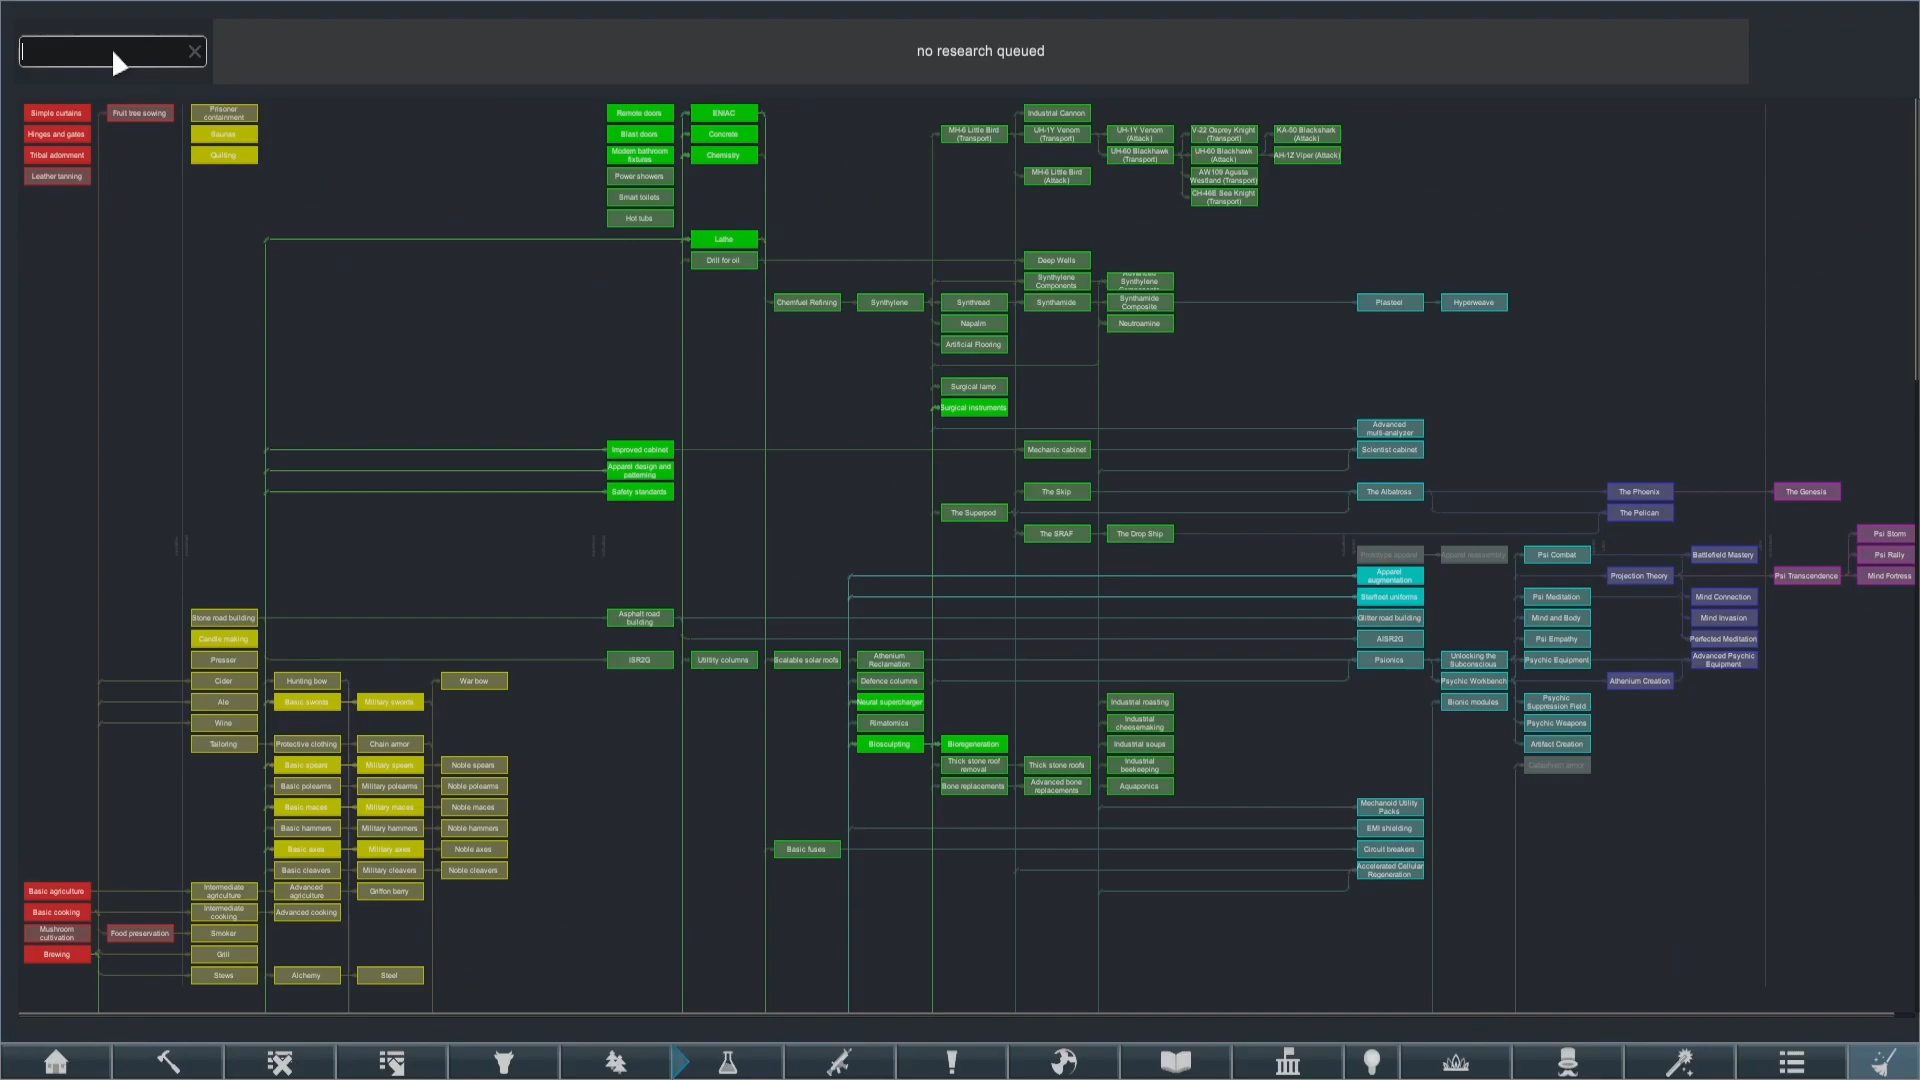 no research queued
Simple curtains
Fruit tree sowing
Prisoner
containment
Remote doors
ENIAC
Industrial Cannon
Hinges and gates
Saunas
Blast doors
Concrete
MH-6 Little Bird
(Transport)
UH-1Y Venom
(Transport)
UH-1Y Venom
(Attack)
V-22 Osprey Knight
(Transport)
KA-50 Blackshark
(Attack)
Tribal adornment
Quilting
Modern bathroom
fixtures
Chemistry
UH-60 Blackhawk
(Transport)
UH-60 Blackhawk
(Attack)
AH-1Z Viper (Attack)
Leather tanning
Power showers
MH-6 Little Bird
(Attack)
AW109 Agusta
Westland (Transport)
Smart toilets
CH-46E Sea Knight
(Transport)
Hot tubs
Lathe
Drill for oil
Deep Wells
Synthylene
Components
Advanced
Synthylene
Components
Chemfuel Refining
Synthylene
Synthread
Synthamide
Synthamide
Composite
Plasteel
Hyperweave
Napalm
Neutroamine
Artificial Flooring
Surgical lamp
Surgical instruments
Advanced
multi-analyzer
Improved cabinet
Mechanic cabinet
Scientist cabinet
Apparel design and
patterning
Safety standards
The Skip
The Albatross
The Phoenix
The Genesis
The Superpod
The Pelican
The SRAF
The Drop Ship
Psi Storm
Prototype apparel
Apparel reassembly
Psi Combat
Battlefield Mastery
Psi Rally
Apparel
augmentation
Projection Theory
Psi Transcendence
Mind Fortress
Starfleet uniforms
Psi Meditation
Mind Connection
Stone road building
Asphalt road
building
Glitter road building
Mind and Body
Mind Invasion
Candle making
AISR2G
Psi Empathy
Perfected Meditation
Presser
ISR2G
Utility columns
Scalable solar roofs
Athenium
Reclamation
Psionics
Unlocking the
Subconscious
Psychic Equipment
Advanced Psychic
Equipment
Cider
Hunting bow
War bow
Defence columns
Psychic Workbench
Athenium Creation
Ale
Basic swords
Military swords
Neural supercharger
Industrial roasting
Bionic modules
Psychic
Suppression Field
Wine
Rimatomics
Industrial
cheesemaking
Psychic Weapons
Tailoring
Protective clothing
Chain armor
Biosculpting
Bioregeneration
Industrial soups
Artifact Creation
Basic spears
Military spears
Noble spears
Thick stone roof
removal
Thick stone roofs
Industrial
beekeeping
Cataphract armor
Basic polearms
Military polearms
Noble polearms
Bone replacements
Advanced bone
replacements
Aquaponics
Basic maces
Military maces
Noble maces
Mechanoid Utility
Packs
Basic hammers
Military hammers
Noble hammers
EMI shielding
Basic axes
Military axes
Noble axes
Basic fuses
Circuit breakers
Basic cleavers
Military cleavers
Noble cleavers
Accelerated Cellular
Regeneration
Basic agriculture
Intermediate
agriculture
Advanced
agriculture
Griffon berry
Basic cooking
Intermediate
cooking
Advanced cooking
Mushroom
cultivation
Food preservation
Smoker
Brewing
Grill
Stews
Alchemy
Steel